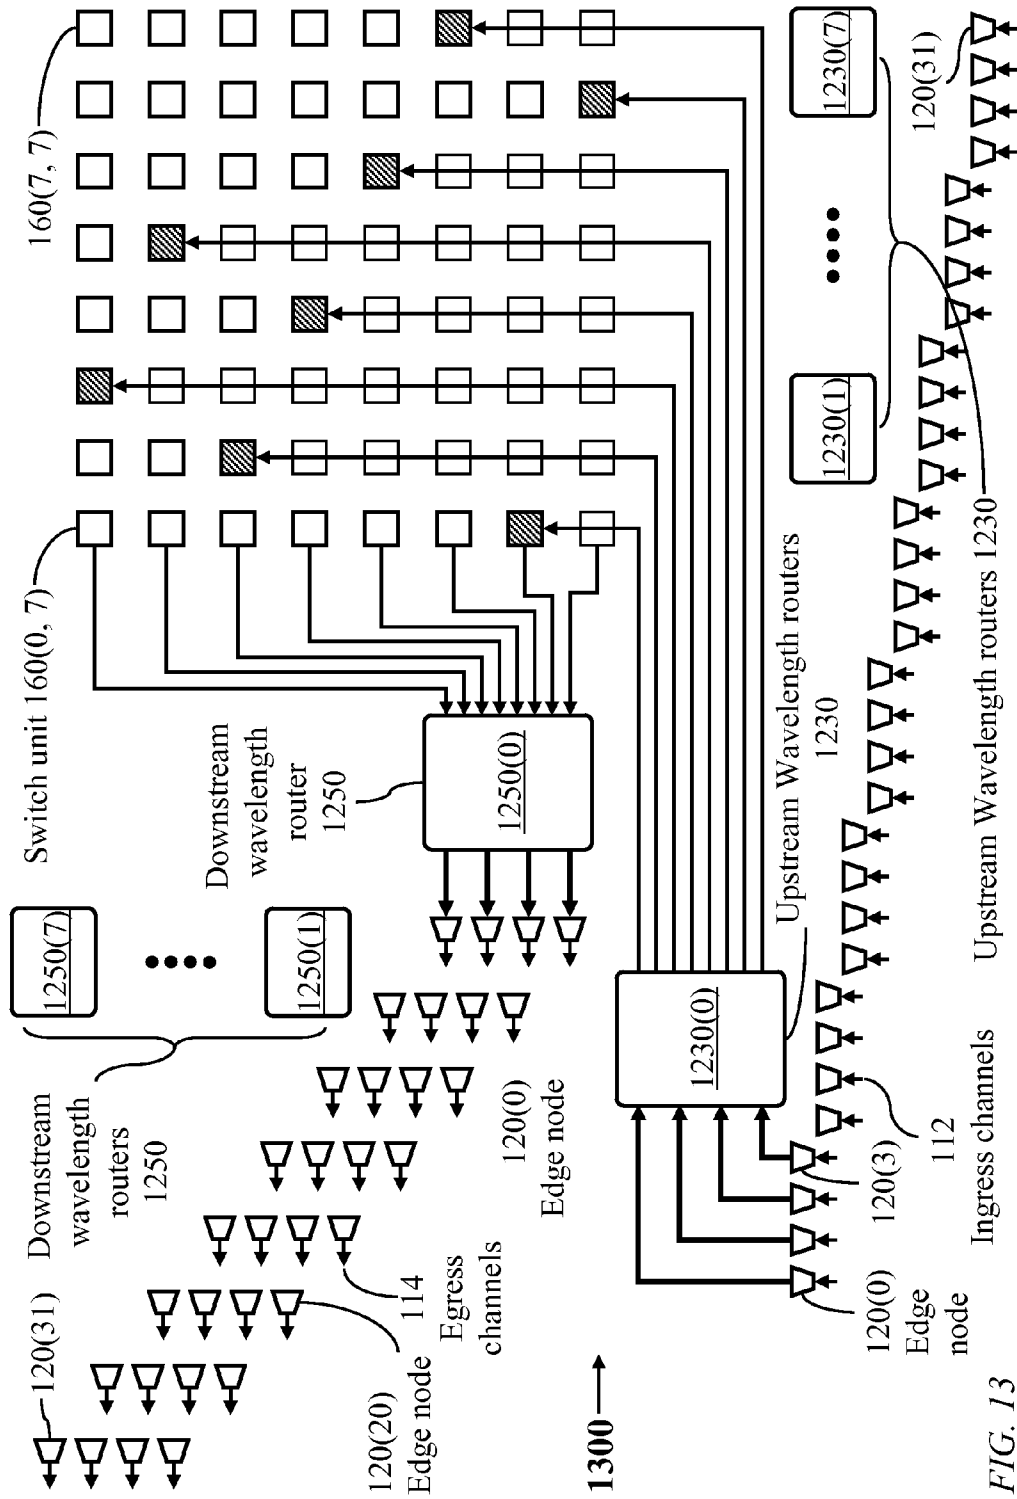 120(31)
Downstream
wavelength
routers
1250
1250(7)
1250(1)
Switch unit 160(0, 7)
160(7, 7)
Downstream
wavelength
router
1250
1250(0)
120(20)
Edge node
114
Egress
channels
120(0)
Edge node
1300
1230(0)
Upstream Wavelength routers
1230
1230(1)
1230(7)
120(0)
Edge
node
120(3)
112
Ingress channels
120(31)
Upstream Wavelength routers 1230
FIG. 13